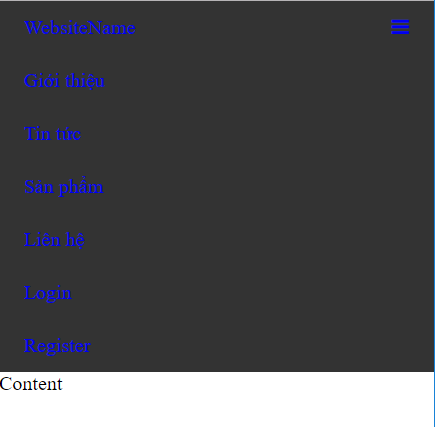 WebsiteName
Giới thiệu
Tin tức
Sản phẩm
Liên hệ
Login
Register
Content